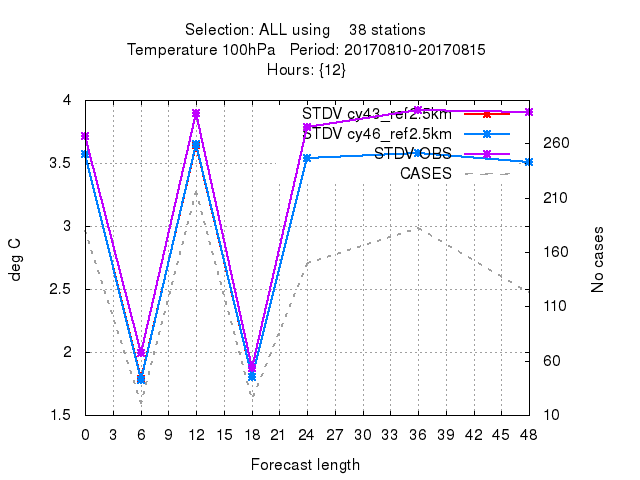 Selection: ALL using 38 stations
Temperature 100hPa Period: 20170810-20170815
Hours: {12}
STDV cy43_ref2.5km
STDV cy46_ref2.5km
STDV OBS
CASES
4
3.5
3
2.5
2
1.5
deg C
260
210
160
110
60
10
No cases
0 3 6 9 12 15 18 21 24 27 30 33 36 39 42 45 48
Forecast length